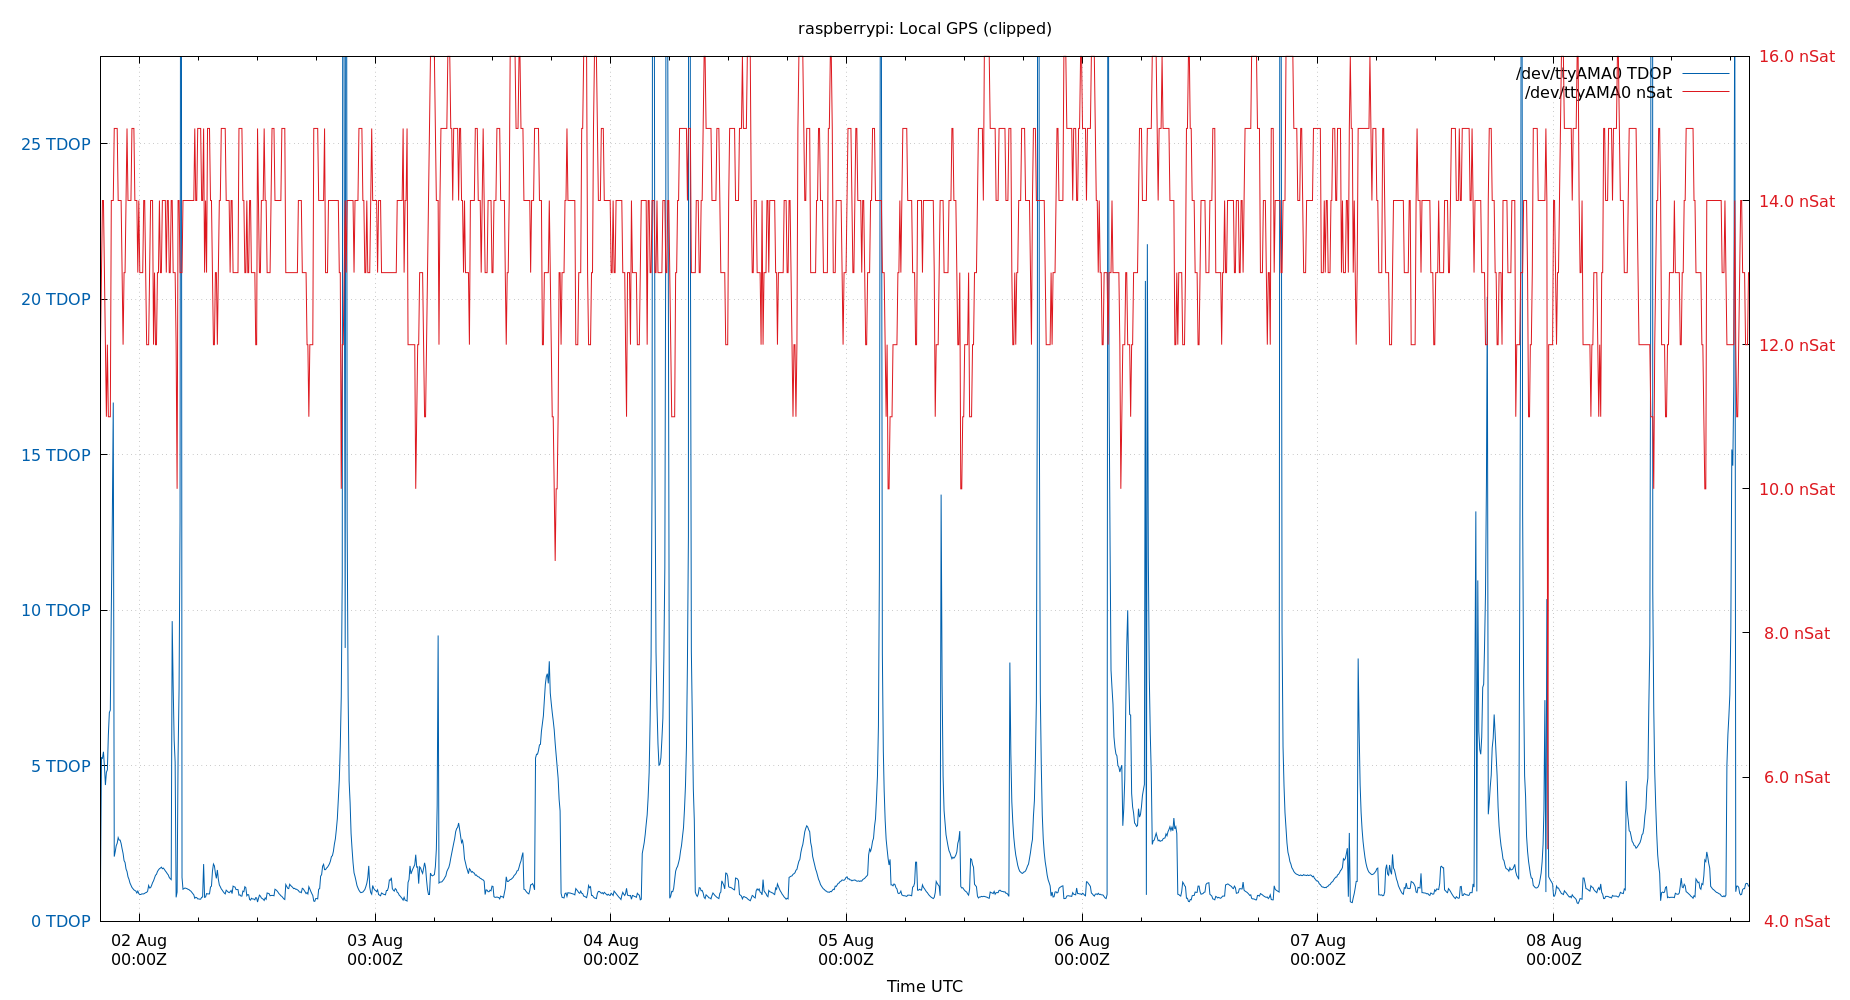 raspberrypi: Local GPS (clipped)
16.0 nSat
/dev/ttyAMA0 TDOP
/dev/ttyAMA0 nSat
25 TDOP
14.0 nSat
20 TDOP
12.0 nSat
15 TDOP
10.0 nSat
10 TDOP
8.0 nSat
5 TDOP
6.0 nSat
0 TDOP
4.0 nSat
02 Aug 03 Aug 04 Aug 05 Aug 06 Aug 07 Aug 08 Aug
00:00Z 00:00Z 00:00Z 00:00Z 00:00Z 00:00Z 00:00Z
Time UTC